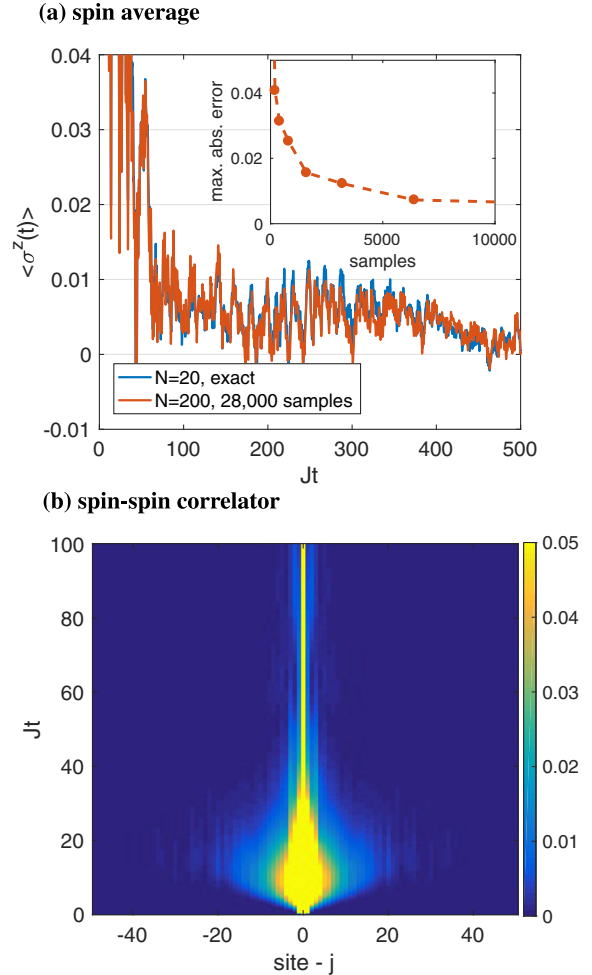 (a) spin average
0.04
0.03
0.02
0.01
0
-0.01
<σᶻ(t)>
0 100 200 300 400 500
Jt
max. abs. error
0.04
0.02
0
0 5000 10000
samples
N=20, exact
N=200, 28,000 samples
(b) spin-spin correlator
100
80
60
40
20
0
Jt
-40 -20 0 20 40
site - j
0.05
0.04
0.03
0.02
0.01
0